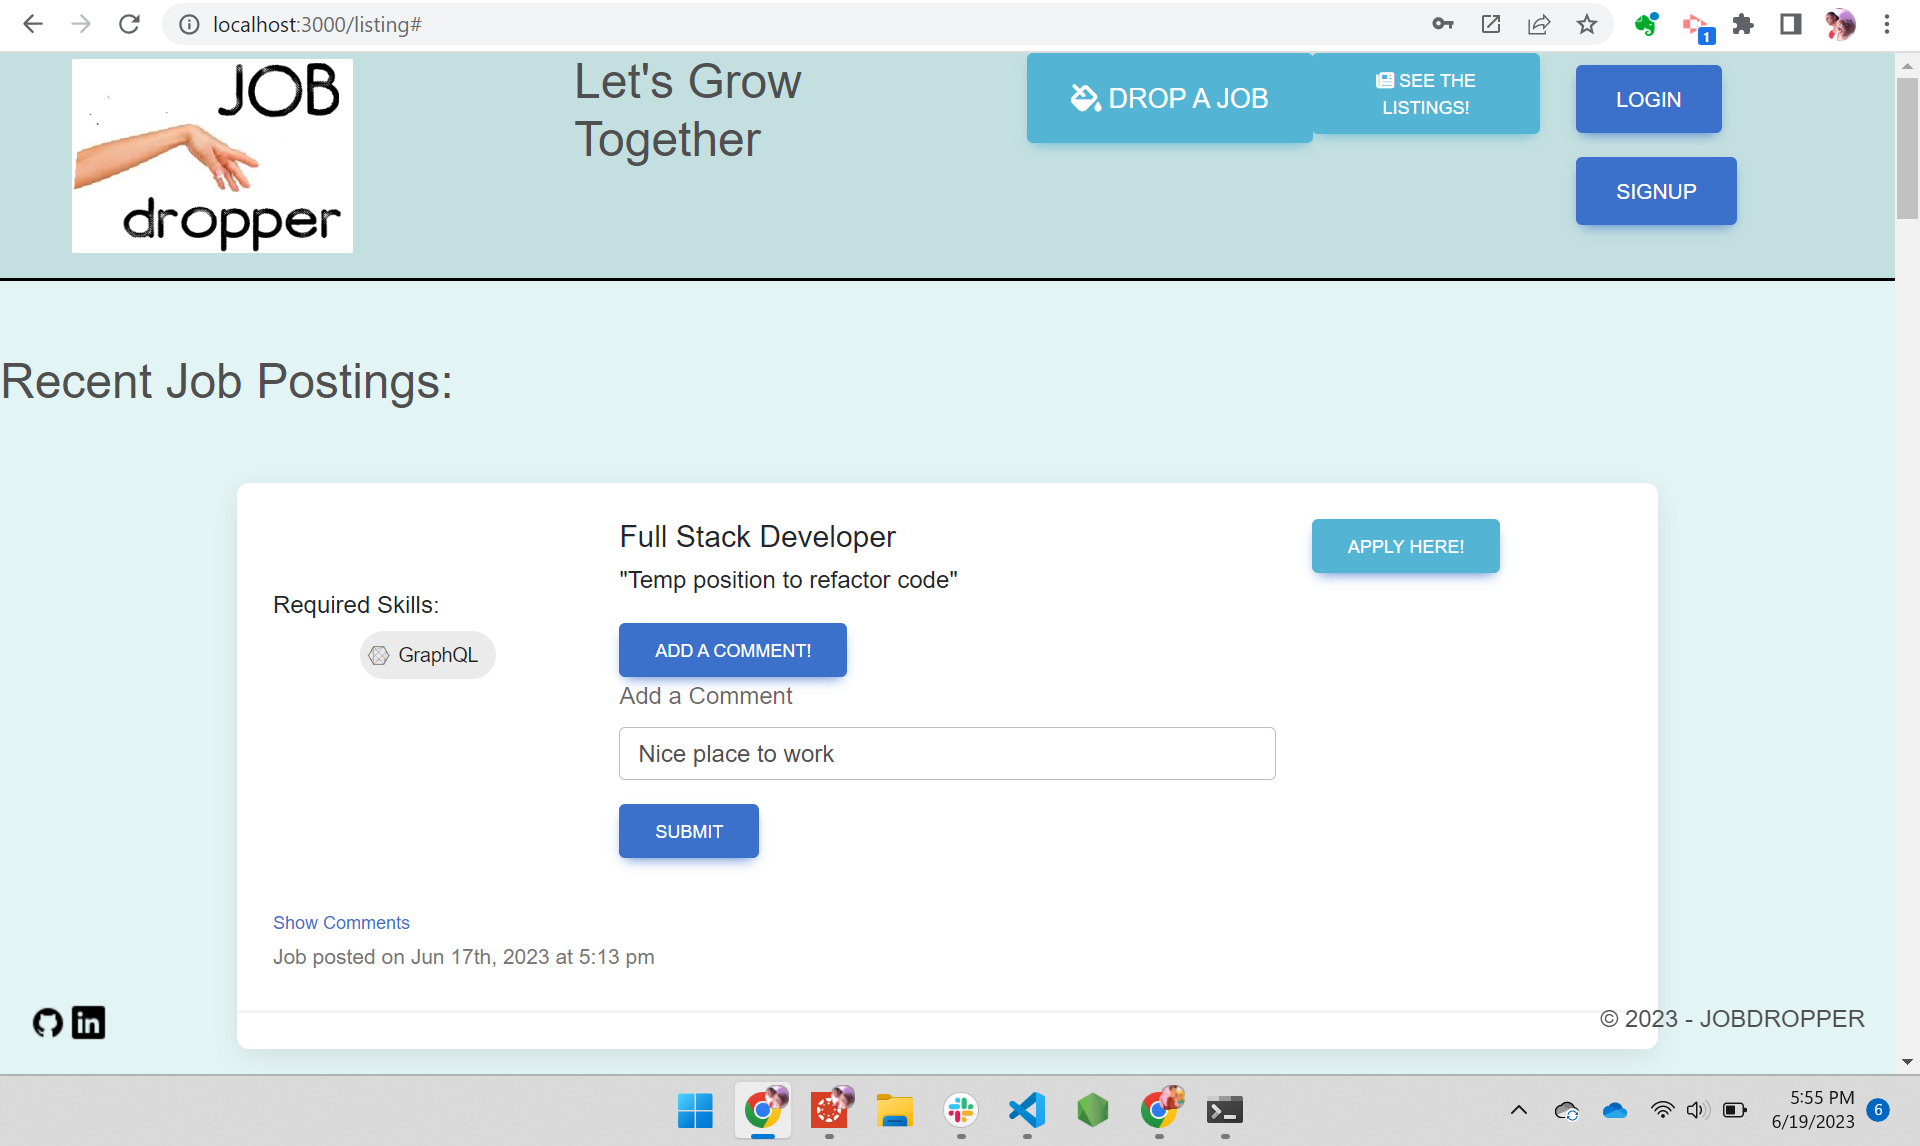 localhost:3000/listing#
1
JOB
dropper
Let's Grow
Together
DROP A JOB
SEE THE
LISTINGS!
LOGIN
SIGNUP
Recent Job Postings:
Full Stack Developer
"Temp position to refactor code"
APPLY HERE!
Required Skills:
GraphQL
ADD A COMMENT!
Add a Comment
Nice place to work
SUBMIT
Show Comments
Job posted on Jun 17th, 2023 at 5:13 pm
in
© 2023 - JOBDROPPER
5:55 PM
6/19/2023
6